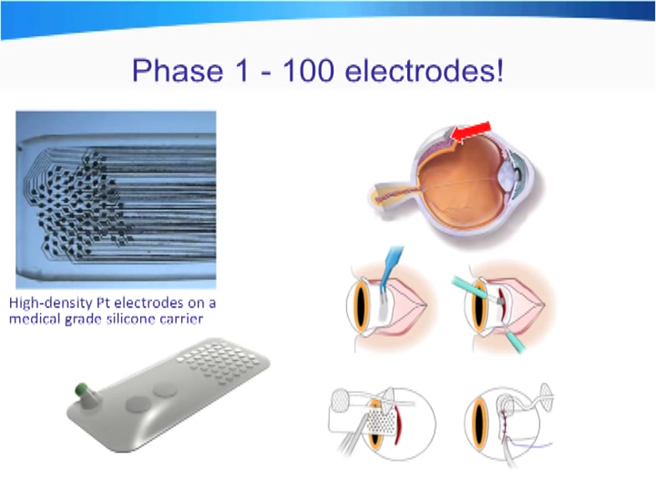 Phase 1 - 100 electrodes!
High-density Pt electrodes on a
medical grade silicone carrier